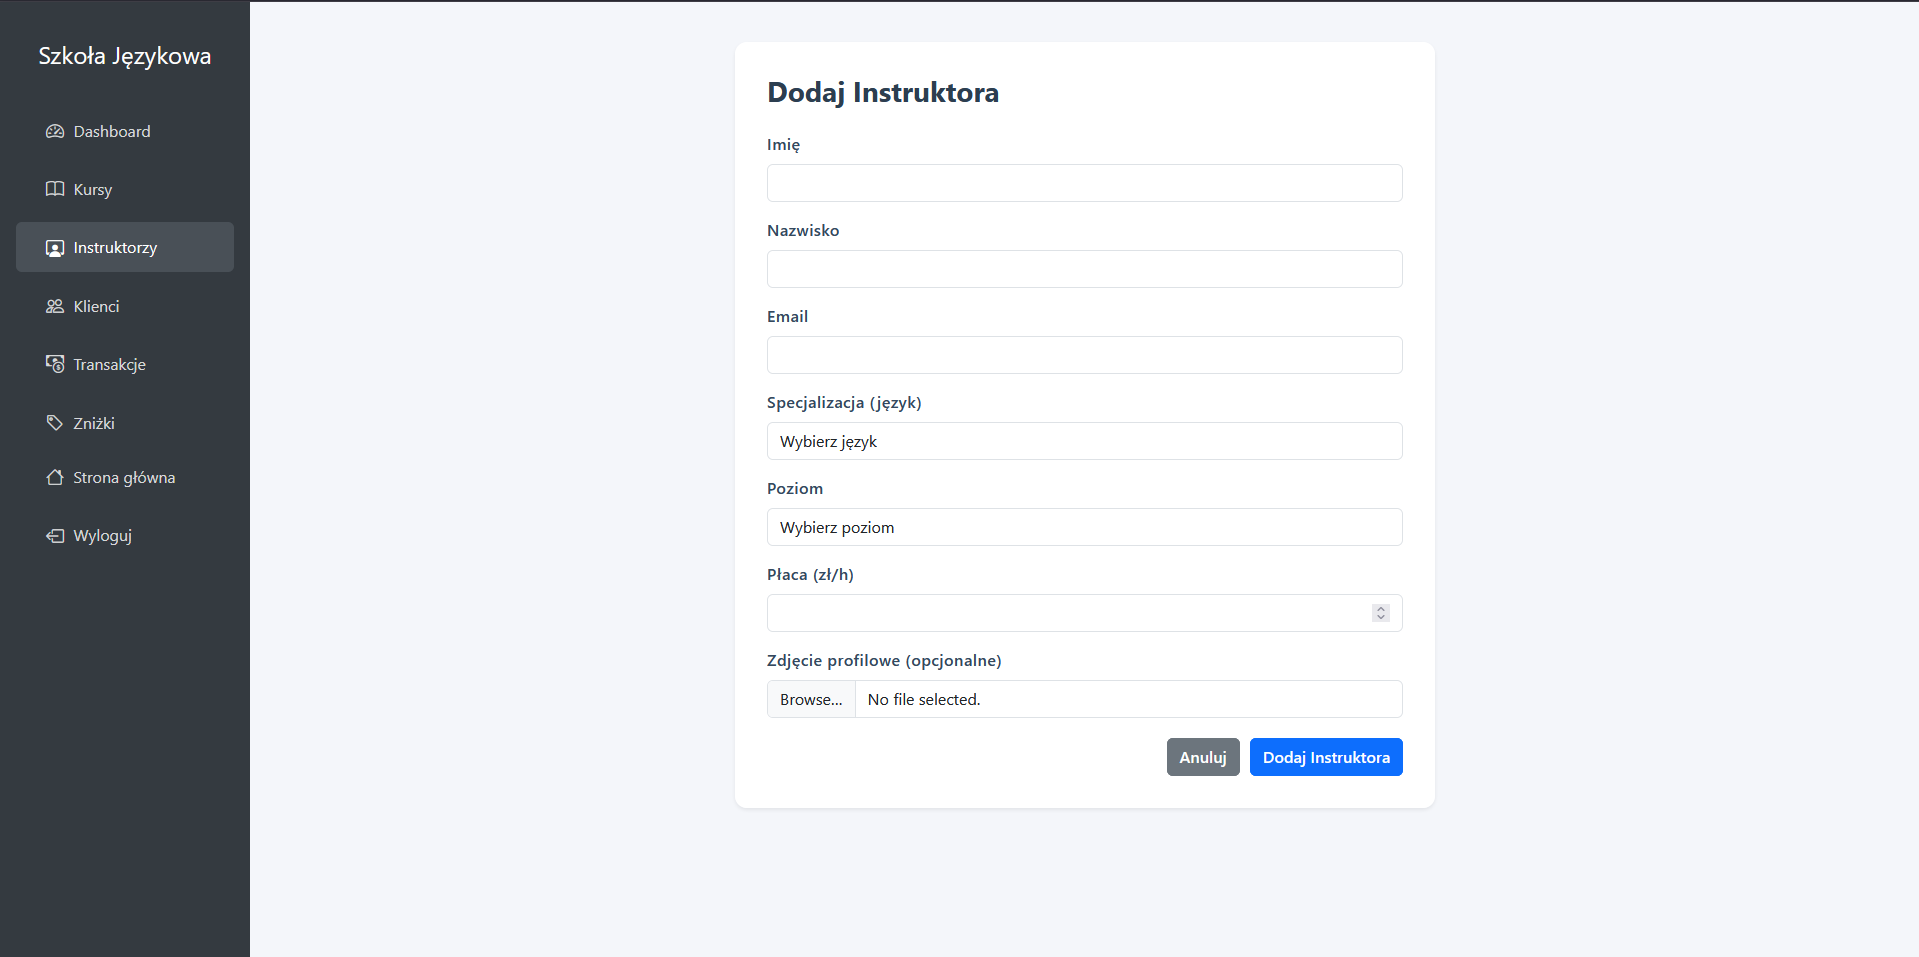 Szkoła Językowa
Dashboard
Kursy
Instruktorzy
Klienci
Transakcje
Zniżki
Strona główna
Wyloguj
Dodaj Instruktora
Imię
Nazwisko
Email
Specjalizacja (język)
Wybierz język
Poziom
Wybierz poziom
Płaca (zł/h)
Zdjęcie profilowe (opcjonalne)
Browse... No file selected.
Anuluj Dodaj Instruktora